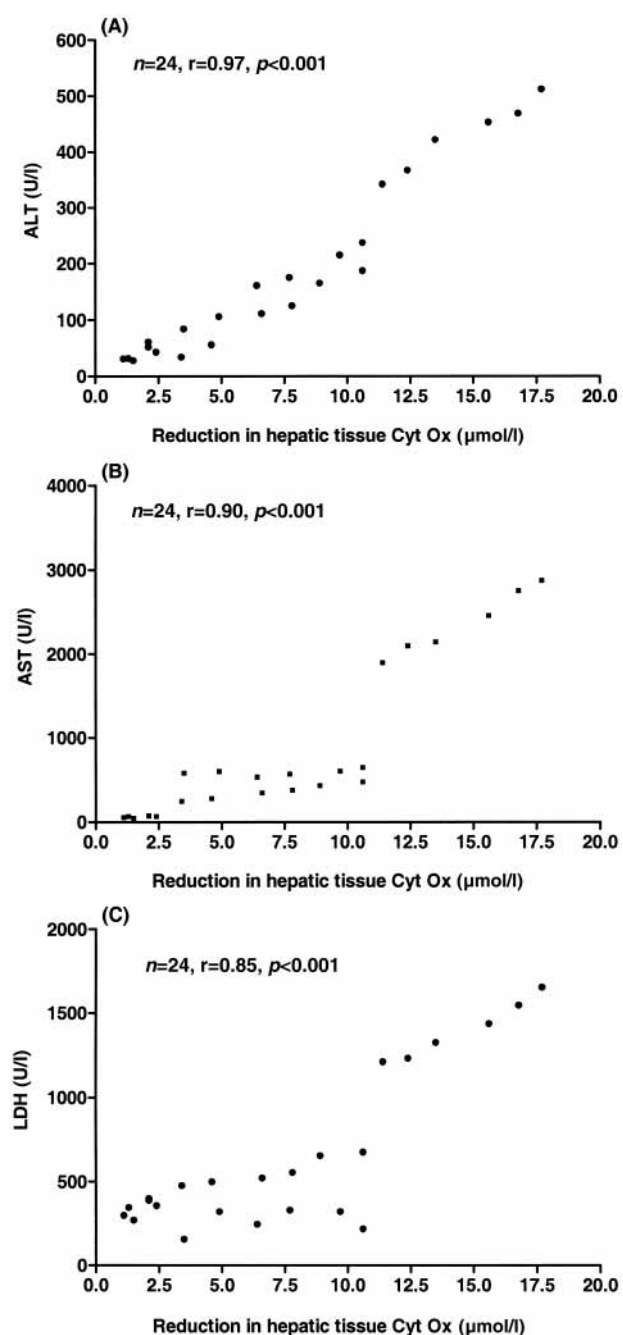 (A)
n=24, r=0.97, p<0.001
600
500
400
300
200
100
0
ALT (U/l)
0.0 2.5 5.0 7.5 10.0 12.5 15.0 17.5 20.0
Reduction in hepatic tissue Cyt Ox (µmol/l)
(B)
n=24, r=0.90, p<0.001
4000
3000
2000
1000
0
AST (U/l)
0.0 2.5 5.0 7.5 10.0 12.5 15.0 17.5 20.0
Reduction in hepatic tissue Cyt Ox (µmol/l)
(C)
n=24, r=0.85, p<0.001
2000
1500
1000
500
0
LDH (U/l)
0.0 2.5 5.0 7.5 10.0 12.5 15.0 17.5 20.0
Reduction in hepatic tissue Cyt Ox (µmol/l)